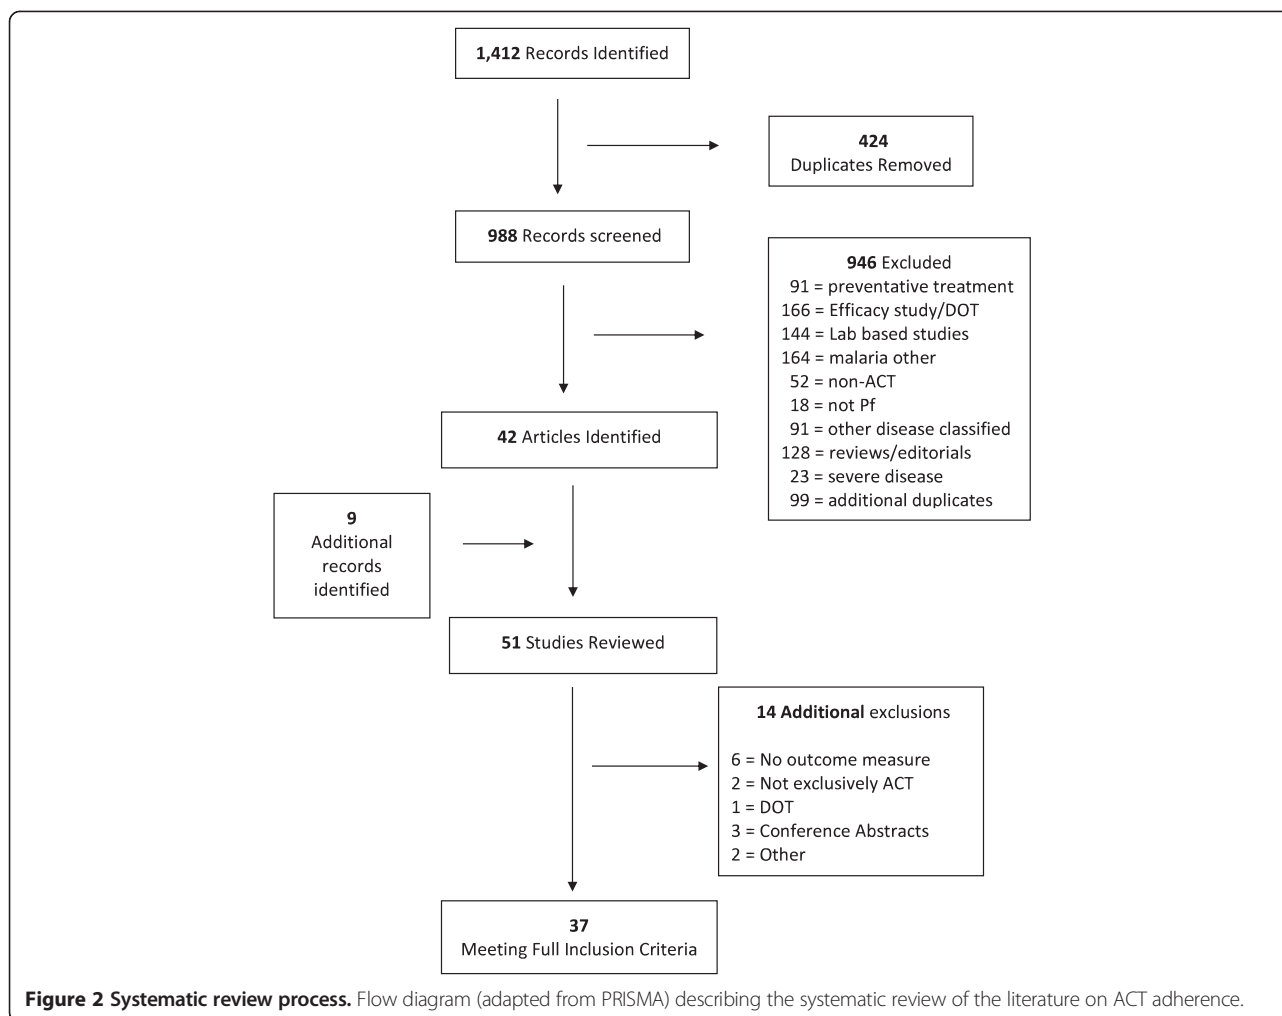 1,412 Records Identified
424
Duplicates Removed
988 Records screened
946 Excluded
91 = preventative treatment
166 = Efficacy study/DOT
144 = Lab based studies
164 = malaria other
52 = non-ACT
18 = not Pf
91 = other disease classified
128 = reviews/editorials
23 = severe disease
99 = additional duplicates
42 Articles Identified
9
Additional
records
identified
51 Studies Reviewed
14 Additional exclusions
6 = No outcome measure
2 = Not exclusively ACT
1 = DOT
3 = Conference Abstracts
2 = Other
37
Meeting Full Inclusion Criteria
Figure 2 Systematic review process. Flow diagram (adapted from PRISMA) describing the systematic review of the literature on ACT adherence.